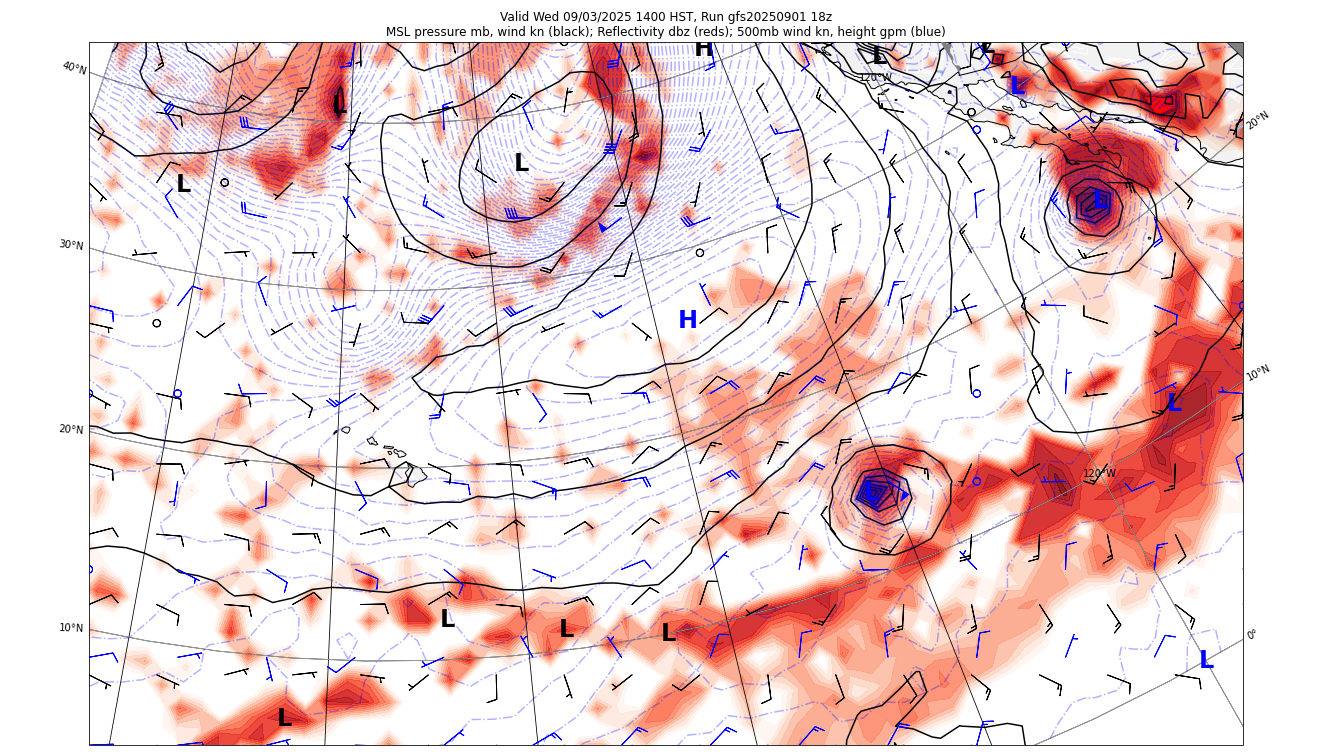 Valid Wed 09/03/2025 1400 HST, Run gfs20250901 18z
MSL pressure mb, wind kn (black); Reflectivity dbz (reds); 500mb wind kn, height gpm (blue)
H
L
L
40°N
120°W
L
L
20°N
L
L
L
30°N
H
10°N
L
20°N
120°W
L
L
L
10°N
0°
L
L